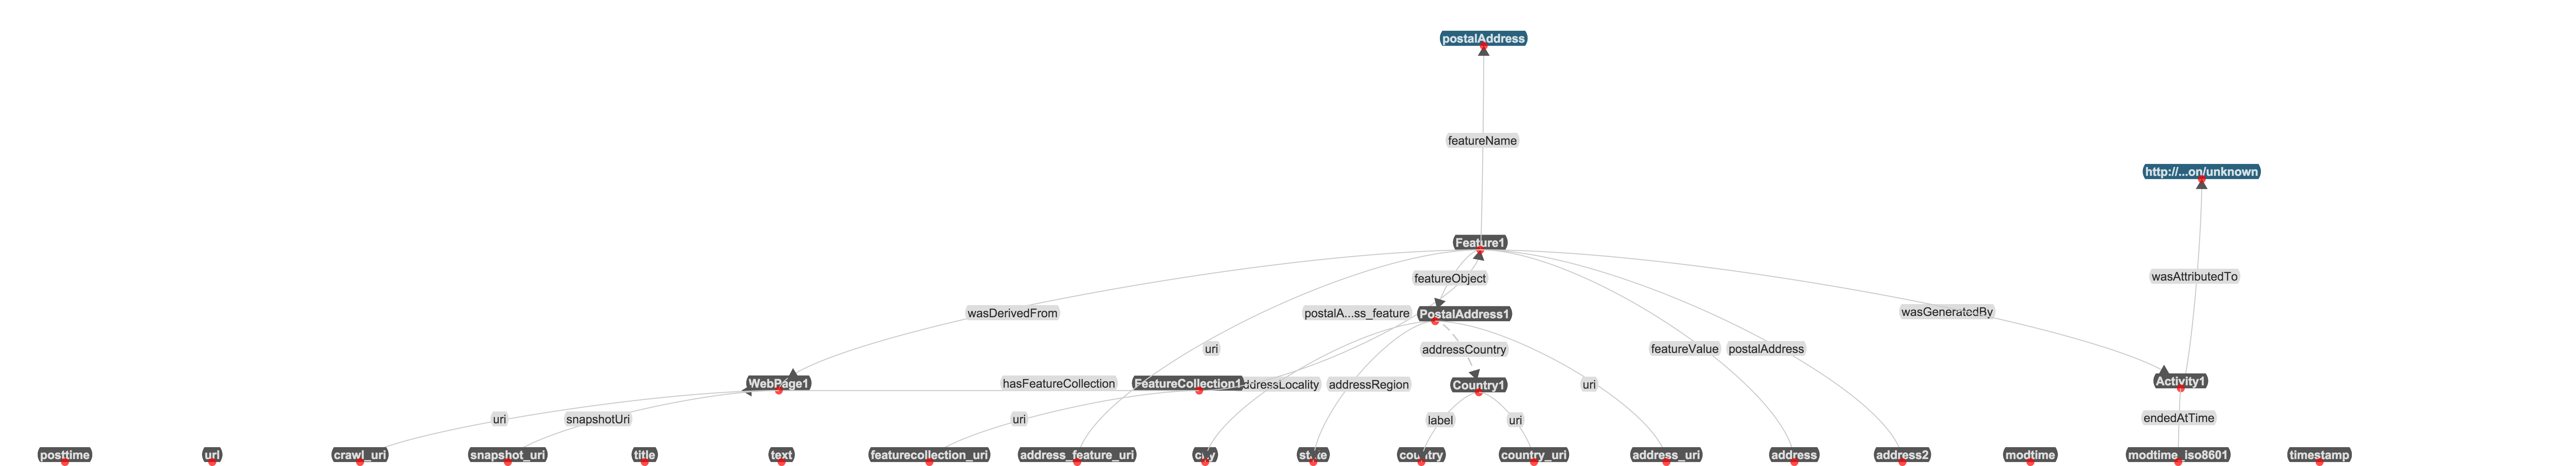 postalAddress
featureName
http://...on/unknown
Feature1
wasAttributedTo
featureObject
wasDerivedFrom
postalA...ss_feature
PostalAddress1
wasGeneratedBy
uri
addressCountry
featureValue
postalAddress
WebPage1
hasFeatureCollection
FeatureCollection1
ddressLocality
addressRegion
Country1
uri
Activity1
uri
snapshotUri
uri
label
uri
endedAtTime
posttime
url
crawl_uri
snapshot_uri
title
text
featurecollection_uri
address_feature_uri
city
state
country
country_uri
address_uri
address
address2
modtime
modtime_iso8601
timestamp